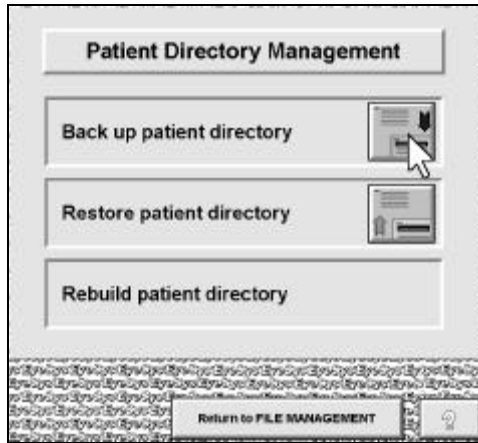 Patient Directory Management
Back up patient directory
Restore patient directory
Rebuild patient directory
Return to FILE MANAGEMENT
?